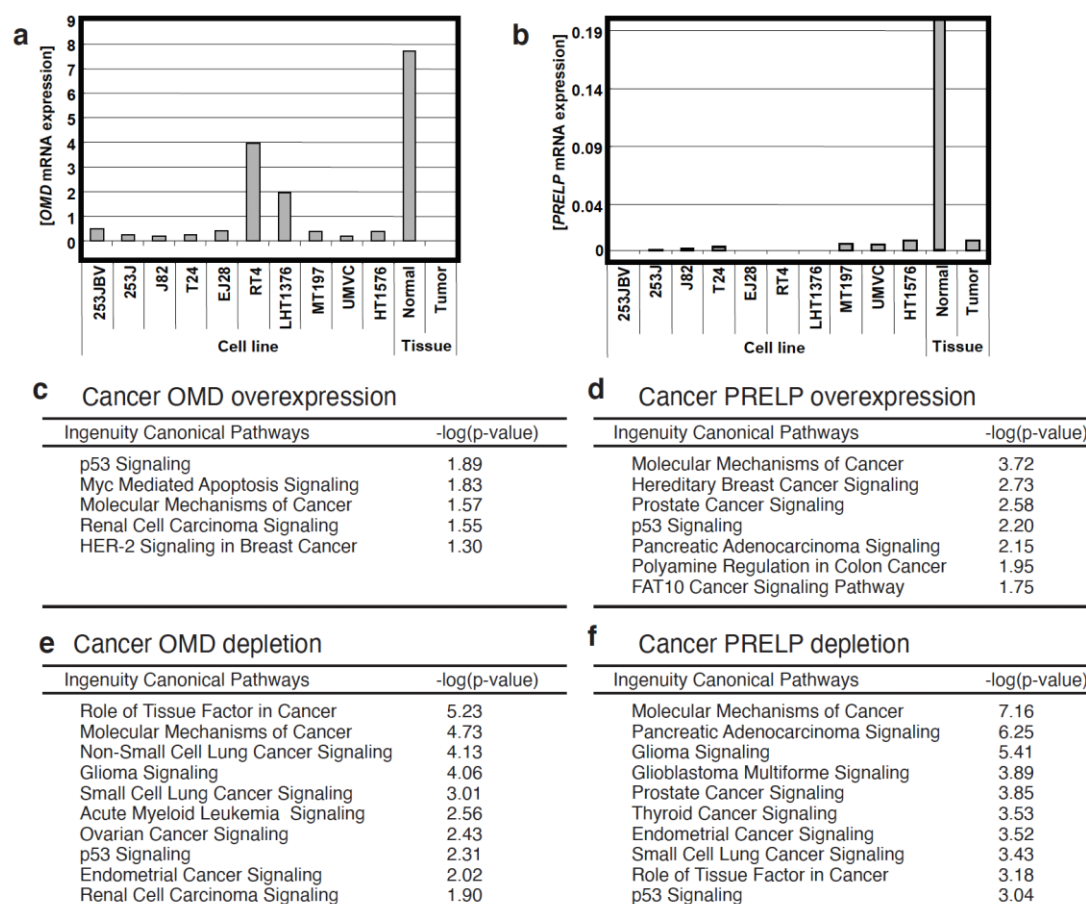 a
[OMD mRNA expression]
9
8
7
6
5
4
3
2
1
0
253JBV
253J
J82
T24
EJ28
RT4
LHT1376
MT197
UMVC
HT1576
Normal
Tumor
Cell line
Tissue
b
[PRELP mRNA expression]
0.19
0.14
0.09
0.04
0
253JBV
253J
J82
T24
EJ28
RT4
LHT1376
MT197
UMVC
HT1576
Normal
Tumor
Cell line
Tissue
c Cancer OMD overexpression
Ingenuity Canonical Pathways -log(p-value)
p53 Signaling 1.89
Myc Mediated Apoptosis Signaling 1.83
Molecular Mechanisms of Cancer 1.57
Renal Cell Carcinoma Signaling 1.55
HER-2 Signaling in Breast Cancer 1.30
d Cancer PRELP overexpression
Ingenuity Canonical Pathways -log(p-value)
Molecular Mechanisms of Cancer 3.72
Hereditary Breast Cancer Signaling 2.73
Prostate Cancer Signaling 2.58
p53 Signaling 2.20
Pancreatic Adenocarcinoma Signaling 2.15
Polyamine Regulation in Colon Cancer 1.95
FAT10 Cancer Signaling Pathway 1.75
e Cancer OMD depletion
Ingenuity Canonical Pathways -log(p-value)
Role of Tissue Factor in Cancer 5.23
Molecular Mechanisms of Cancer 4.73
Non-Small Cell Lung Cancer Signaling 4.13
Glioma Signaling 4.06
Small Cell Lung Cancer Signaling 3.01
Acute Myeloid Leukemia Signaling 2.56
Ovarian Cancer Signaling 2.43
p53 Signaling 2.31
Endometrial Cancer Signaling 2.02
Renal Cell Carcinoma Signaling 1.90
f Cancer PRELP depletion
Ingenuity Canonical Pathways -log(p-value)
Molecular Mechanisms of Cancer 7.16
Pancreatic Adenocarcinoma Signaling 6.25
Glioma Signaling 5.41
Glioblastoma Multiforme Signaling 3.89
Prostate Cancer Signaling 3.85
Thyroid Cancer Signaling 3.53
Endometrial Cancer Signaling 3.52
Small Cell Lung Cancer Signaling 3.43
Role of Tissue Factor in Cancer 3.18
p53 Signaling 3.04